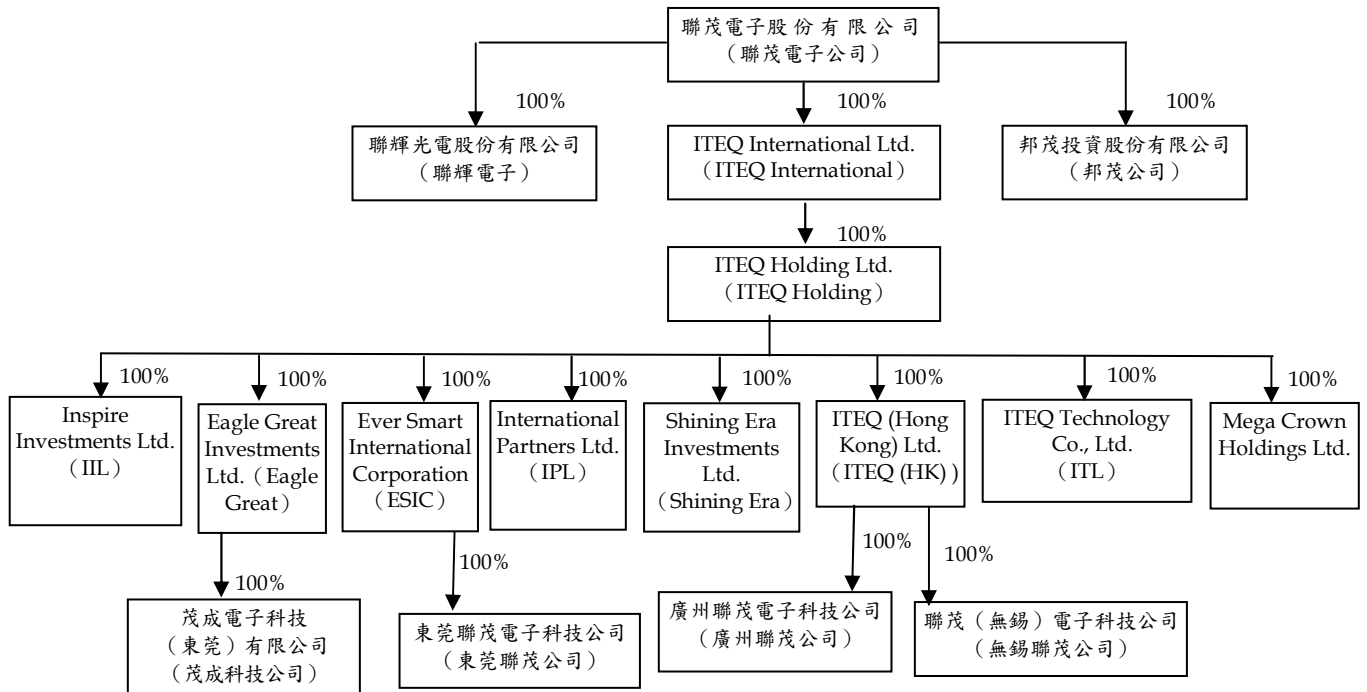 聯茂電子股份有限公司
（聯茂電子公司）
100%
100%
100%
聯輝光電股份有限公司
（聯輝電子）
ITEQ International Ltd.
（ITEQ International）
邦茂投資股份有限公司
（邦茂公司）
100%
ITEQ Holding Ltd.
（ITEQ Holding）
100%
100%
100%
100%
100%
100%
100%
100%
Inspire
Investments Ltd.
（IIL）
Eagle Great
Investments
Ltd.（Eagle
Great）
Ever Smart
International
Corporation
（ESIC）
International
Partners Ltd.
（IPL）
Shining Era
Investments
Ltd.
（Shining Era）
ITEQ (Hong
Kong) Ltd.
（ITEQ (HK)）
ITEQ Technology
Co., Ltd.
（ITL）
Mega Crown
Holdings Ltd.
100%
100%
100%
100%
茂成電子科技
（東莞）有限公司
（茂成科技公司）
東莞聯茂電子科技公司
（東莞聯茂公司）
廣州聯茂電子科技公司
（廣州聯茂公司）
聯茂（無錫）電子科技公司
（無錫聯茂公司）